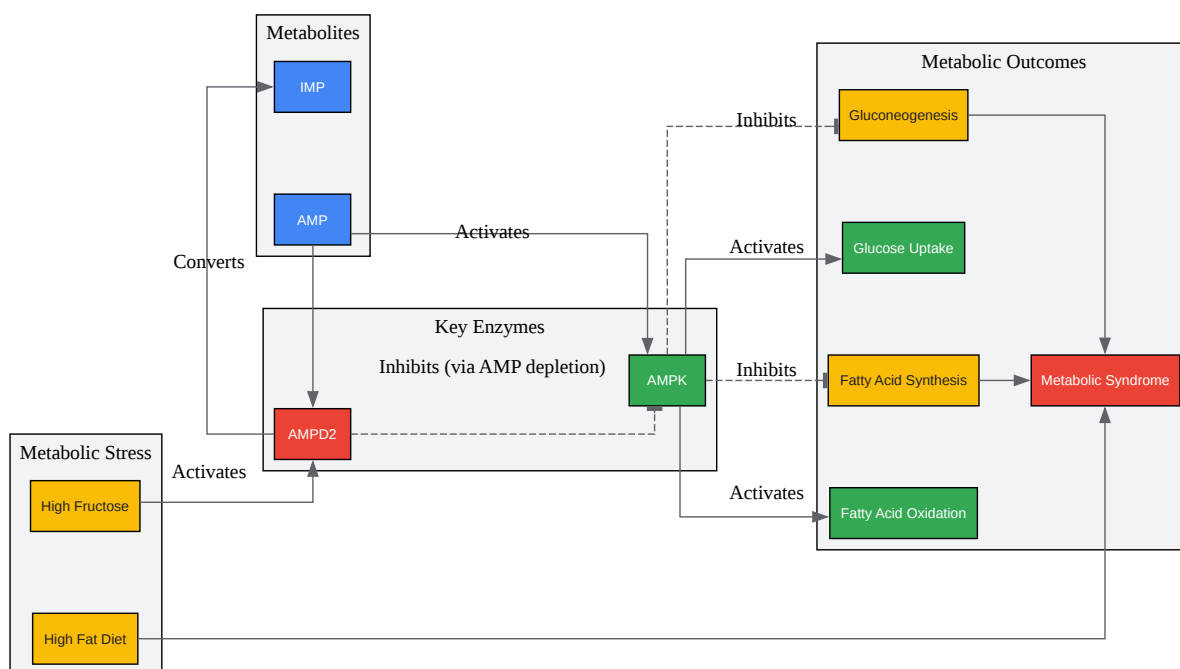 Metabolites
IMP
AMP
Converts
Activates
Key Enzymes
Inhibits (via AMP depletion)
AMPK
AMPD2
Metabolic Stress
High Fructose
Activates
High Fat Diet
Metabolic Outcomes
Inhibits
Gluconeogenesis
Activates
Glucose Uptake
Inhibits
Fatty Acid Synthesis
Metabolic Syndrome
Activates
Fatty Acid Oxidation